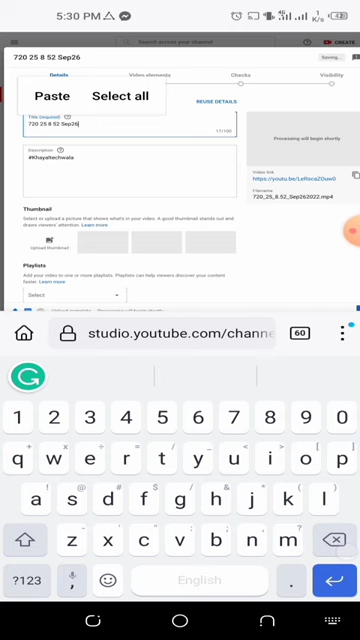 5:30 PM
1 K/s
42
Search across your channel
CREATE
720 25 8 52 Sep26
Saving...
Details
Video elements
Checks
Visibility
Paste
Select all
REUSE DETAILS
Title (required)
720 25 8 52 Sep26
17/100
Processing will begin shortly
Description
#Khayaltechwala
Video link
Filename
720_25_8.52_Sep262022.mp4
Thumbnail
Select or upload a picture that shows what's in your video. A good thumbnail stands out and
draws viewers' attention. Learn more
Upload thumbnail
Playlists
Add your video to one or more playlists. Playlists can help viewers discover your content
faster. Learn more
Select
studio.youtube.com/channe
60
G
1 2 3 4 5 6 7 8 9 0
q w e r t y u i o p
a s d f g h j k l
z x c v b n m
?123 , English .